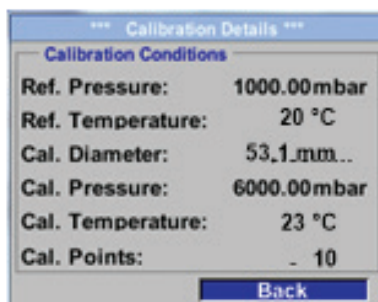 *** Calibration Details ***
Calibration Conditions
Ref. Pressure: 1000.00mbar
Ref. Temperature: 20 °C
Cal. Diameter: 53.1.mm...
Cal. Pressure: 6000.00mbar
Cal. Temperature: 23 °C
Cal. Points: 10
Back